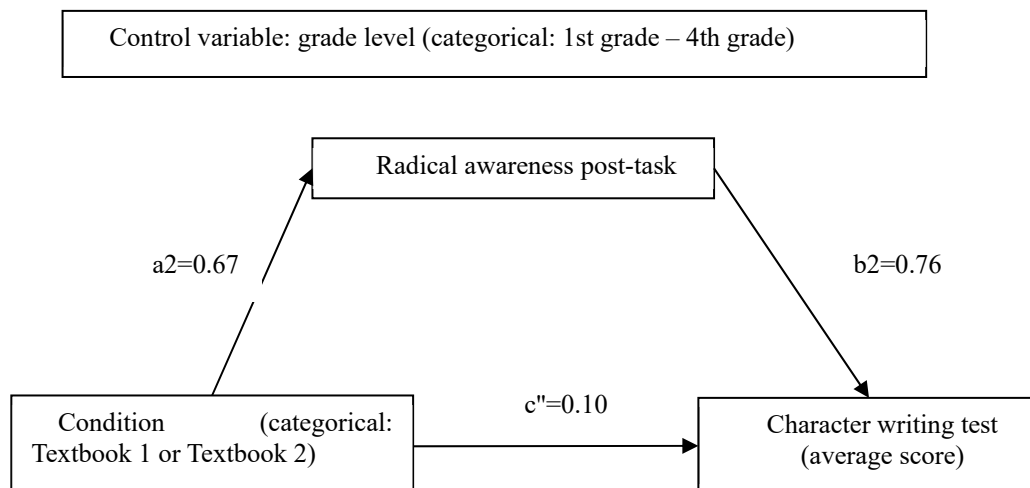 Control variable: grade level (categorical: 1st grade – 4th grade)
Radical awareness post-task
a2=0.67
b2=0.76
c"=0.10
Condition (categorical:
Textbook 1 or Textbook 2)
Character writing test
(average score)